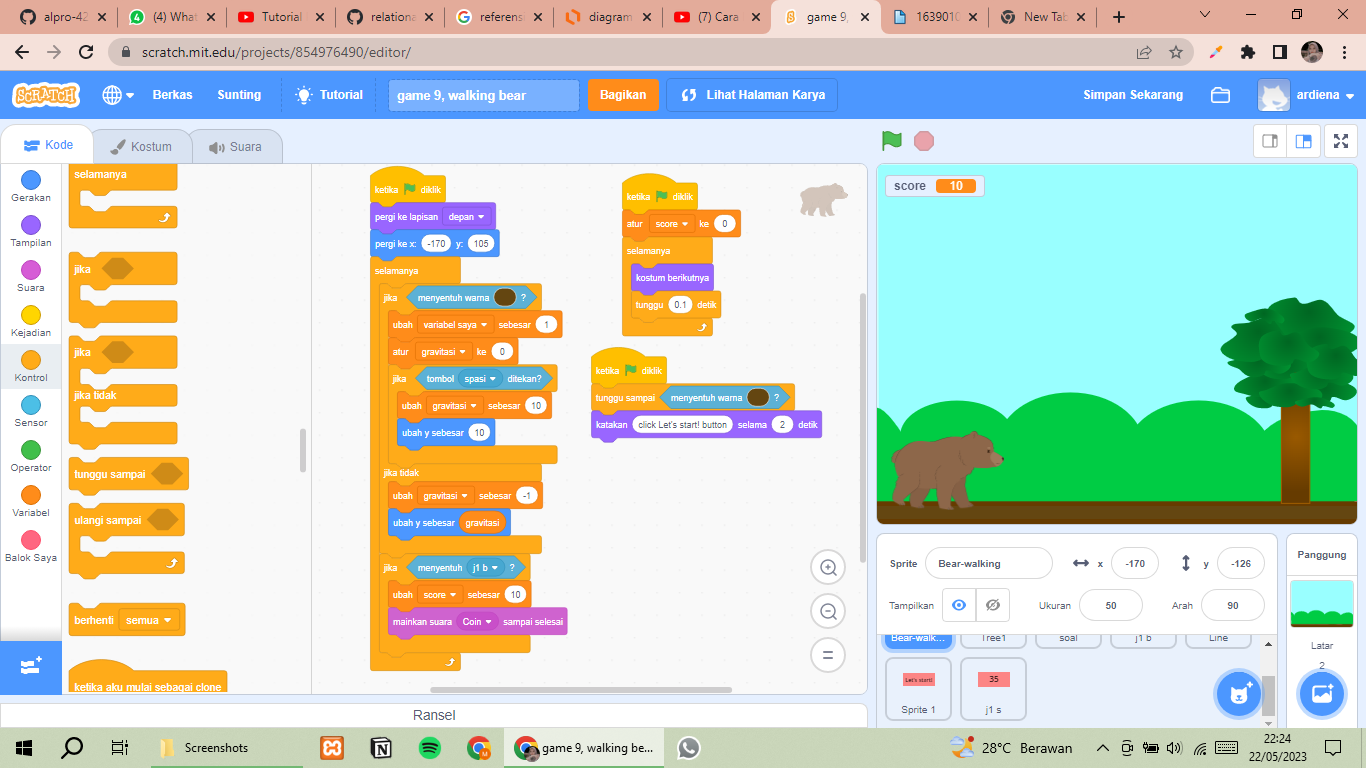 alpro-42
(4) What
Tutorial
relationa
referens
diagram
(7) Cara
game 9,
1639010
New Tab
scratch.mit.edu/projects/854976490/editor/
SCRATCH
Berkas
Sunting
Tutorial
game 9, walking bear
Bagikan
Lihat Halaman Karya
Simpan Sekarang
ardiena
Kode
Kostum
Suara
Gerakan
Tampilan
Suara
Kejadian
Kontrol
Sensor
Operator
Variabel
Balok Saya
selamanya
jika
jika
jika tidak
tunggu sampai
ulangi sampai
berhenti semua
ketika aku mulai sebagai clone
ketika diklik
pergi ke lapisan depan
pergi ke x: -170 y: 105
selamanya
jika menyentuh warna ?
ubah variabel saya sebesar 1
atur gravitasi ke 0
jika tombol spasi ditekan?
ubah gravitasi sebesar 10
ubah y sebesar 10
jika tidak
ubah gravitasi sebesar -1
ubah y sebesar gravitasi
jika menyentuh j1 b ?
ubah score sebesar 10
mainkan suara Coin sampai selesai
ketika diklik
atur score ke 0
selamanya
kostum berikutnya
tunggu 0.1 detik
ketika diklik
tunggu sampai menyentuh warna ?
katakan click Let's start! button selama 2 detik
Ransel
score 10
Sprite Bear-walking x -170 y -126
Tampilkan Ukuran 50 Arah 90
Bear-walk...
Tree1
soal
j1 b
Line
Let's start!
Sprite 1
35
j1 s
Panggung
Latar
2
Screenshots
game 9, walking be...
28°C Berawan
22:24
22/05/2023